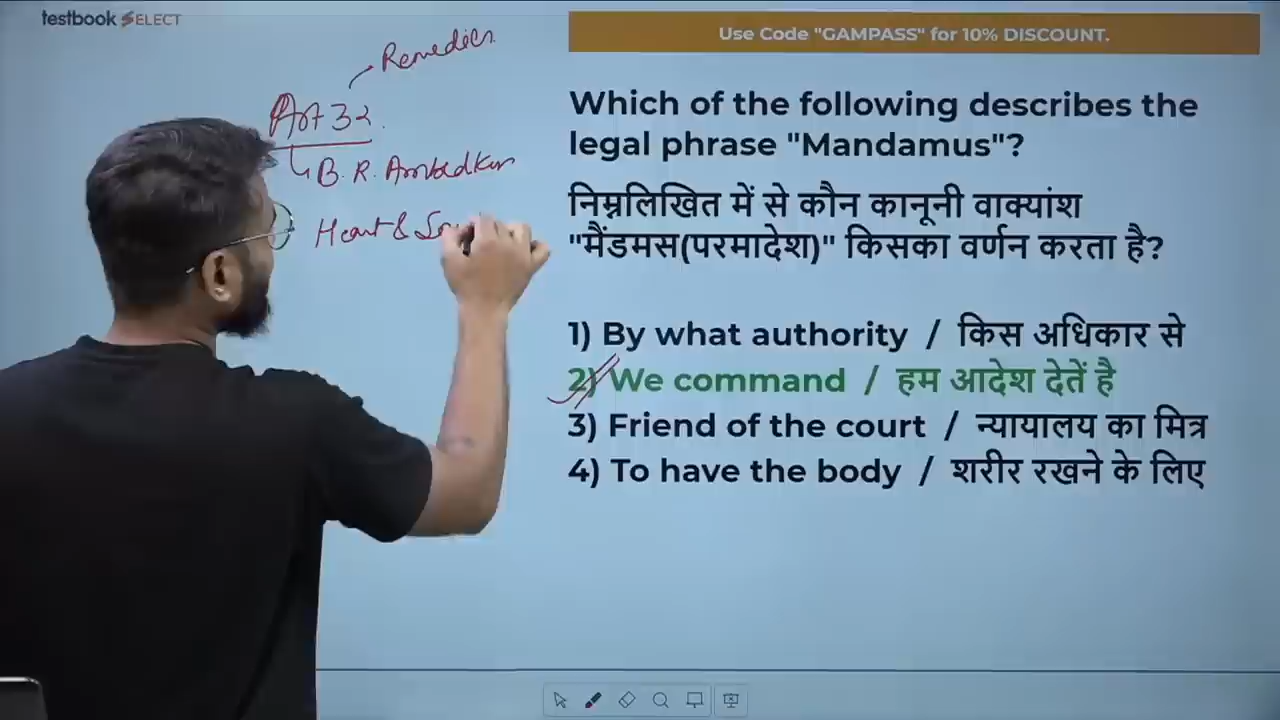 testbook SELECT
Use Code "GAMPASS" for 10% DISCOUNT.
Remedies
Art 32
B. R. Ambedkar
Heart &
Which of the following describes the
legal phrase "Mandamus"?
निम्नलिखित में से कौन कानूनी वाक्यांश
"मैंडमस(परमादेश)" किसका वर्णन करता है?
1) By what authority / किस अधिकार से
2) We command / हम आदेश देतें है
3) Friend of the court / न्यायालय का मित्र
4) To have the body / शरीर रखने के लिए